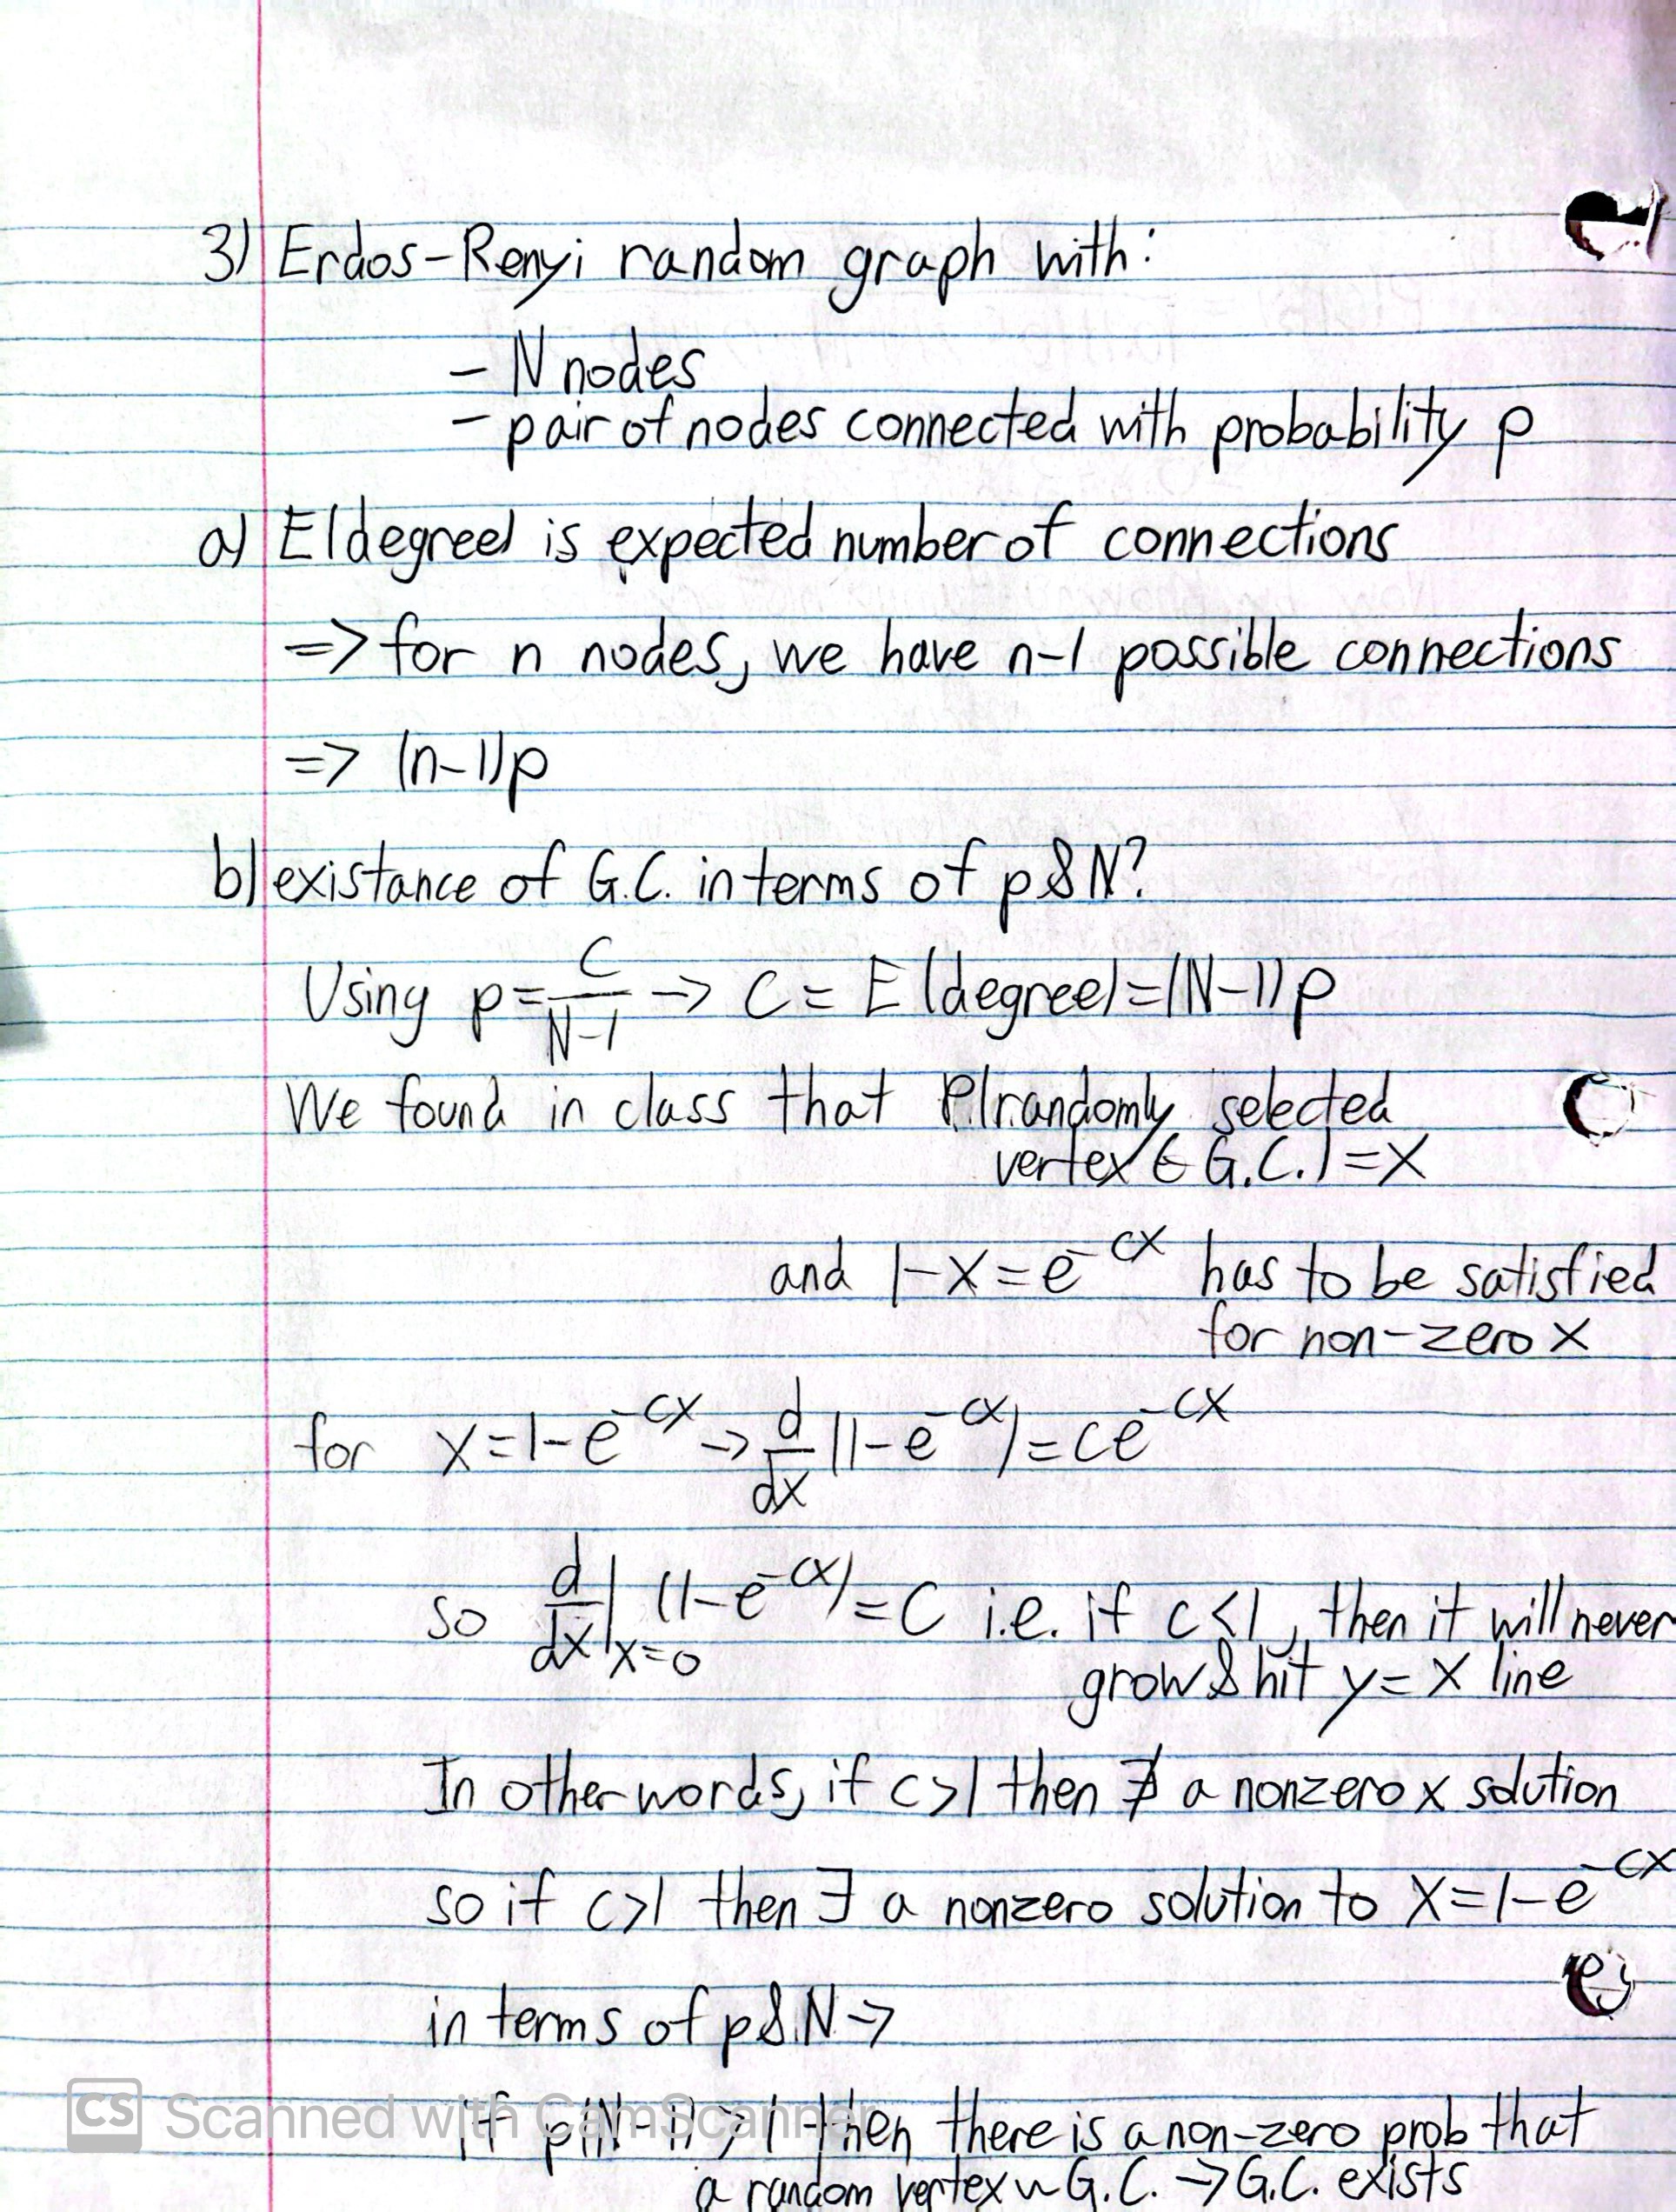 3) Erdos-Renyi random graph with:
- N nodes
- pair of nodes connected with probability p
a) E(degree) is expected number of connections
=> for n nodes, we have n-1 possible connections
=> (n-1)p
b) existance of G.C. in terms of p & N?
Using p = C/(N-1) -> C = E(degree) = (N-1)p
We found in class that P(randomly selected
vertex ∈ G.C.) = X
and 1-X = e^-cx has to be satisfied
for non-zero X
for X = 1-e^-cx -> d/dx (1-e^-cx) = ce^-cx
so d/dx|x=0 (1-e^-cx) = C i.e. if c<1, then it will never
grow & hit y=X line
In other words, if c>1 then ∄ a nonzero x solution
so if c>1 then ∃ a nonzero solution to X=1-e^-cx
in terms of p & N ->
if p(N-1) > 1 then there is a non-zero prob that
a random vertex G.C. -> G.C. exists
CS Scanned with CamScanner